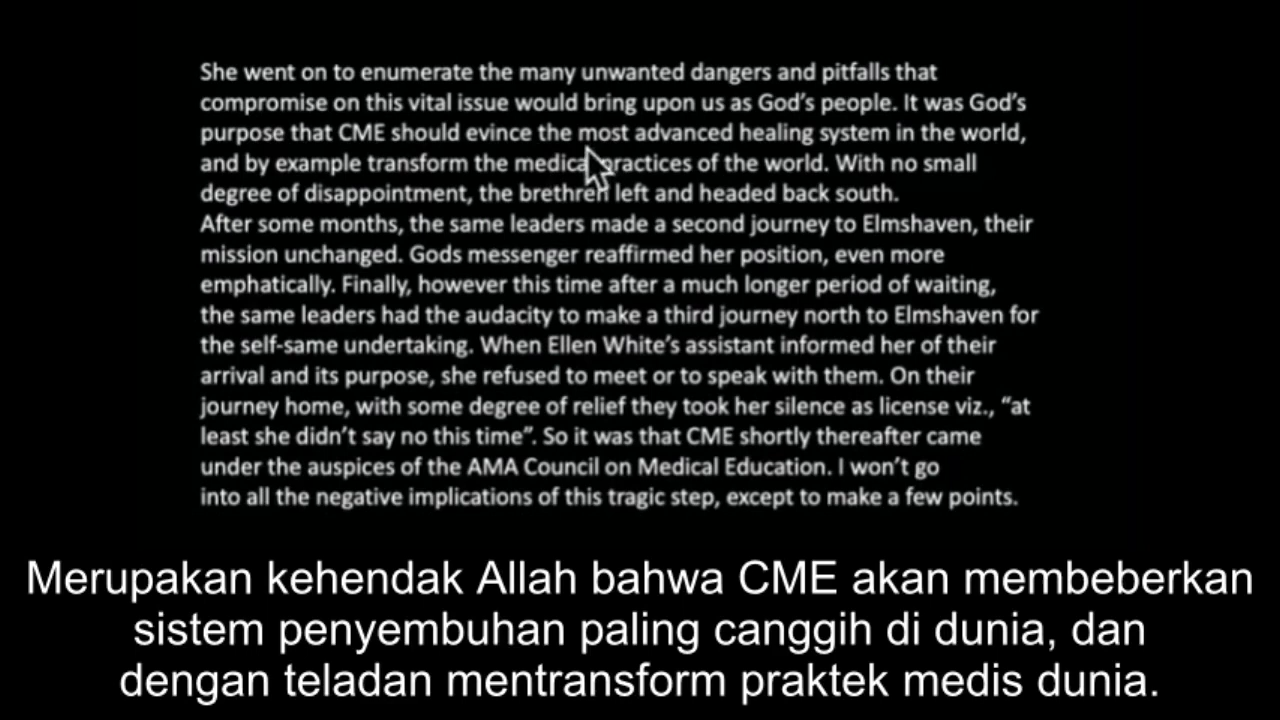 She went on to enumerate the many unwanted dangers and pitfalls that
compromise on this vital issue would bring upon us as God's people. It was God's
purpose that CME should evince the most advanced healing system in the world,
and by example transform the medical practices of the world. With no small
degree of disappointment, the brethren left and headed back south.
After some months, the same leaders made a second journey to Elmshaven, their
mission unchanged. Gods messenger reaffirmed her position, even more
emphatically. Finally, however this time after a much longer period of waiting,
the same leaders had the audacity to make a third journey north to Elmshaven for
the self-same undertaking. When Ellen White's assistant informed her of their
arrival and its purpose, she refused to meet or to speak with them. On their
journey home, with some degree of relief they took her silence as license viz., “at
least she didn't say no this time”. So it was that CME shortly thereafter came
under the auspices of the AMA Council on Medical Education. I won't go
into all the negative implications of this tragic step, except to make a few points.
Merupakan kehendak Allah bahwa CME akan membeberkan
sistem penyembuhan paling canggih di dunia, dan
dengan teladan mentransform praktek medis dunia.